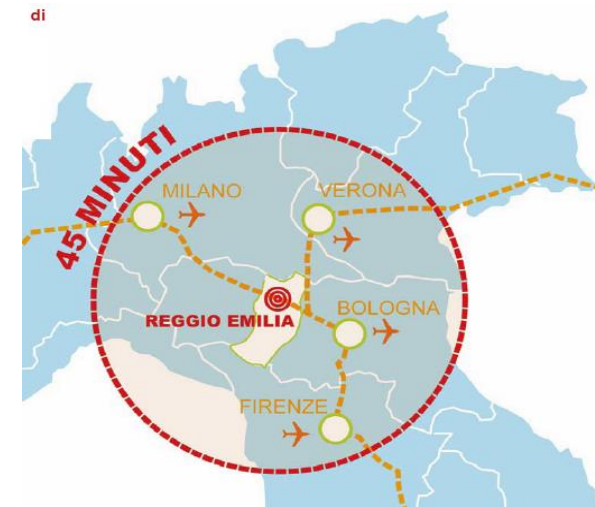 di
45 MINUTI
MILANO
VERONA
REGGIO EMILIA
BOLOGNA
FIRENZE